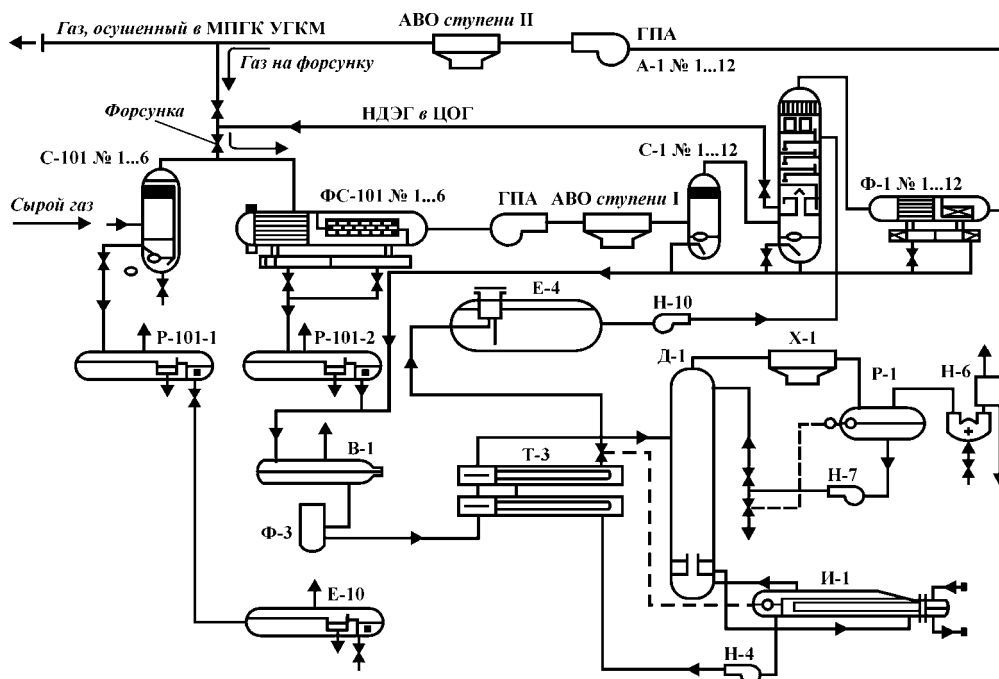 АВО ступени II
ГПА
Газ, осушенный в МПГК УГКМ
Газ на форсунку
А-1 № 1...12
Форсунка
НДЭГ в ЦОГ
С-101 № 1...6
С-1 № 1...12
Сырой газ
ФС-101 № 1...6
ГПА
АВО ступени I
Ф-1 № 1...12
Е-4
Н-10
Р-101-1
Р-101-2
Д-1
Х-1
Р-1
Н-6
В-1
Т-3
Н-7
Ф-3
Е-10
И-1
Н-4